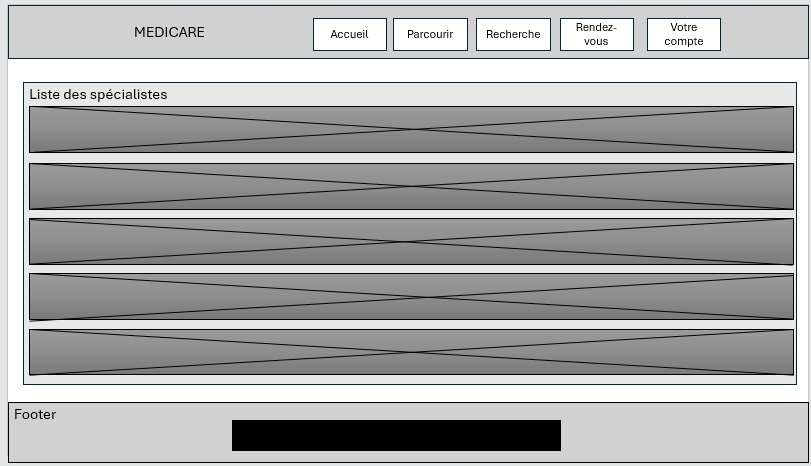 MEDICARE
Accueil
Parcourir
Recherche
Rendez-
vous
Votre
compte
Liste des spécialistes
Footer